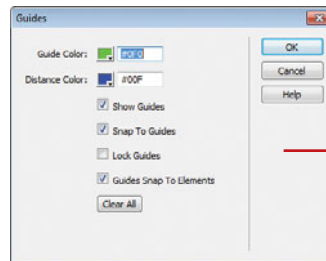 Guides
Guide Color: #0F0
OK
Distance Color: #00F
Cancel
Show Guides
Help
Snap To Guides
Lock Guides
Guides Snap To Elements
Clear All